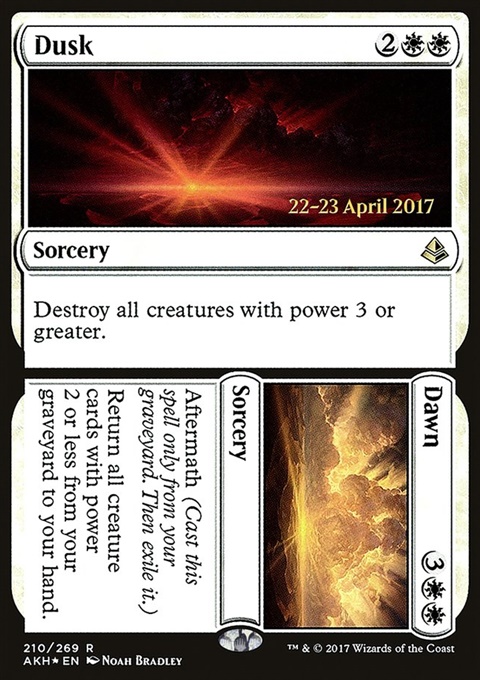 Dusk 2
22-23 April 2017
Sorcery
Destroy all creatures with power 3 or
greater.
Dawn 3
Sorcery
Aftermath (Cast this
spell only from your
graveyard. Then exile it.)
Return all creature
cards with power
2 or less from your
graveyard to your hand.
210/269 R
AKH★EN Noah Bradley
™ & © 2017 Wizards of the Coast